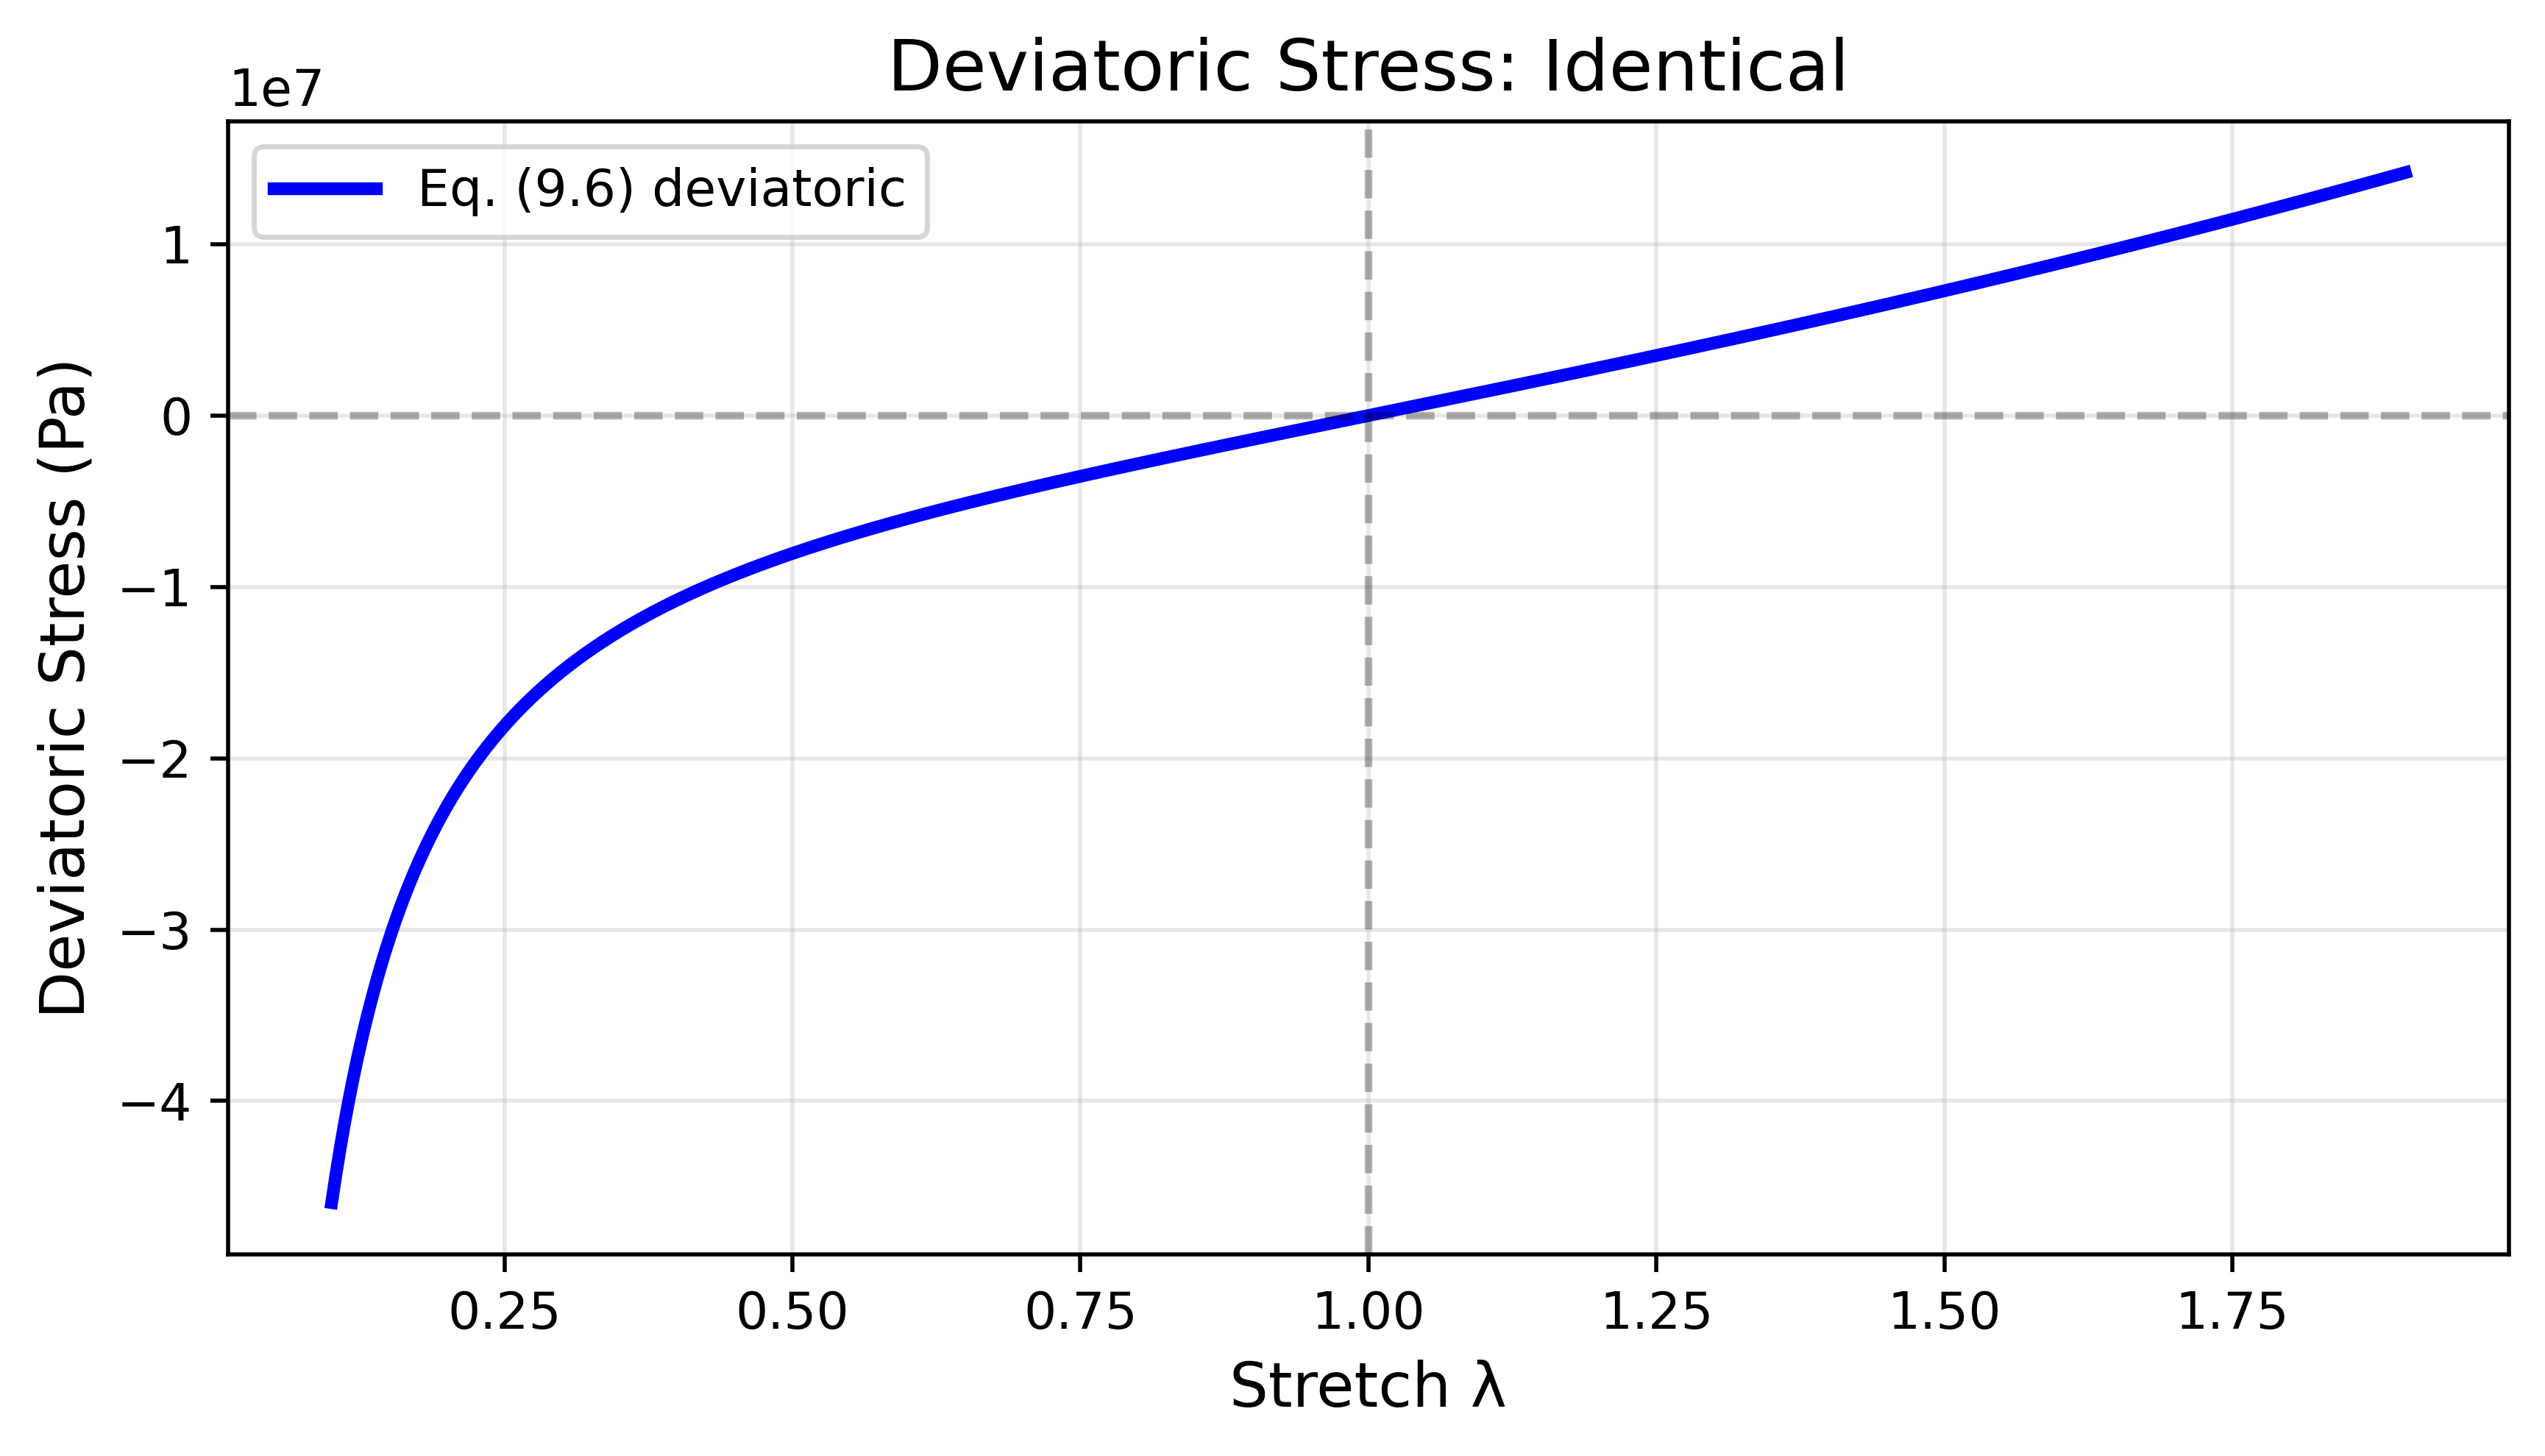 Deviatoric Stress: Identical
1e7
Eq. (9.6) deviatoric
Deviatoric Stress (Pa)
1
0
−1
−2
−3
−4
0.25 0.50 0.75 1.00 1.25 1.50 1.75
Stretch λ